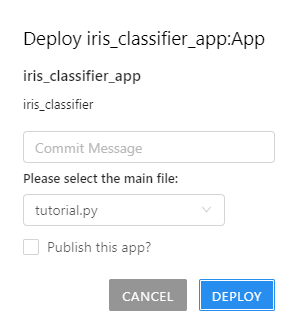 Deploy iris_classifier_app:App
iris_classifier_app
iris_classifier
Commit Message
Please select the main file:
tutorial.py
Publish this app?
CANCEL
DEPLOY